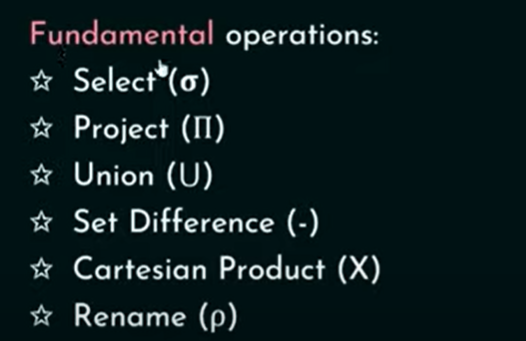 Fundamental operations:
☆ Select (σ)
☆ Project (Π)
☆ Union (U)
☆ Set Difference (-)
☆ Cartesian Product (X)
☆ Rename (ρ)